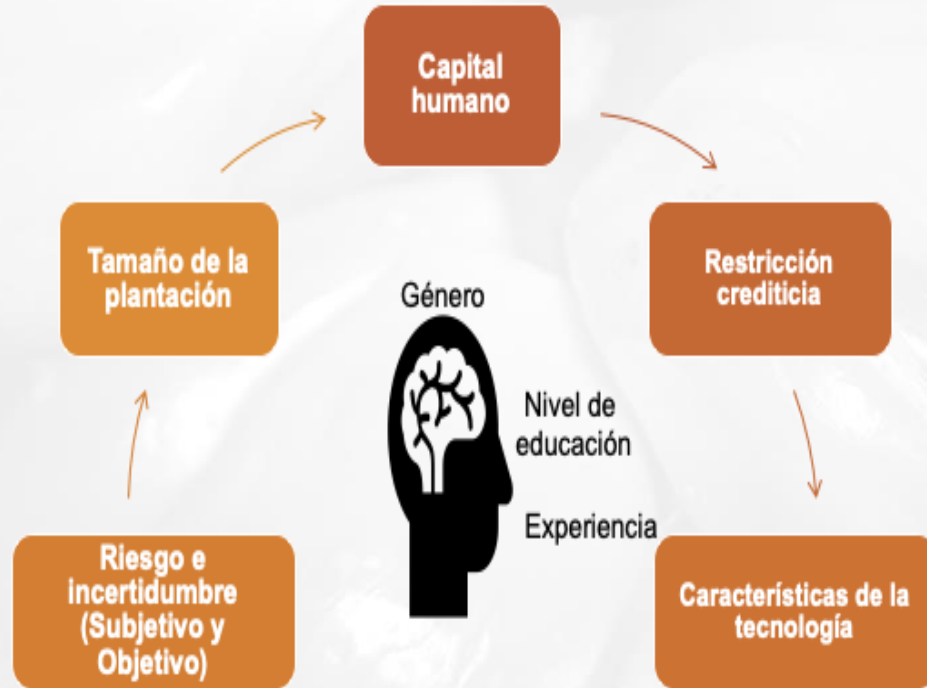 Capital
humano
Tamaño de la
plantación
Restricción
crediticia
Género
Nivel de
educación
Experiencia
Riesgo e
incertidumbre
(Subjetivo y
Objetivo)
Características de la
tecnología